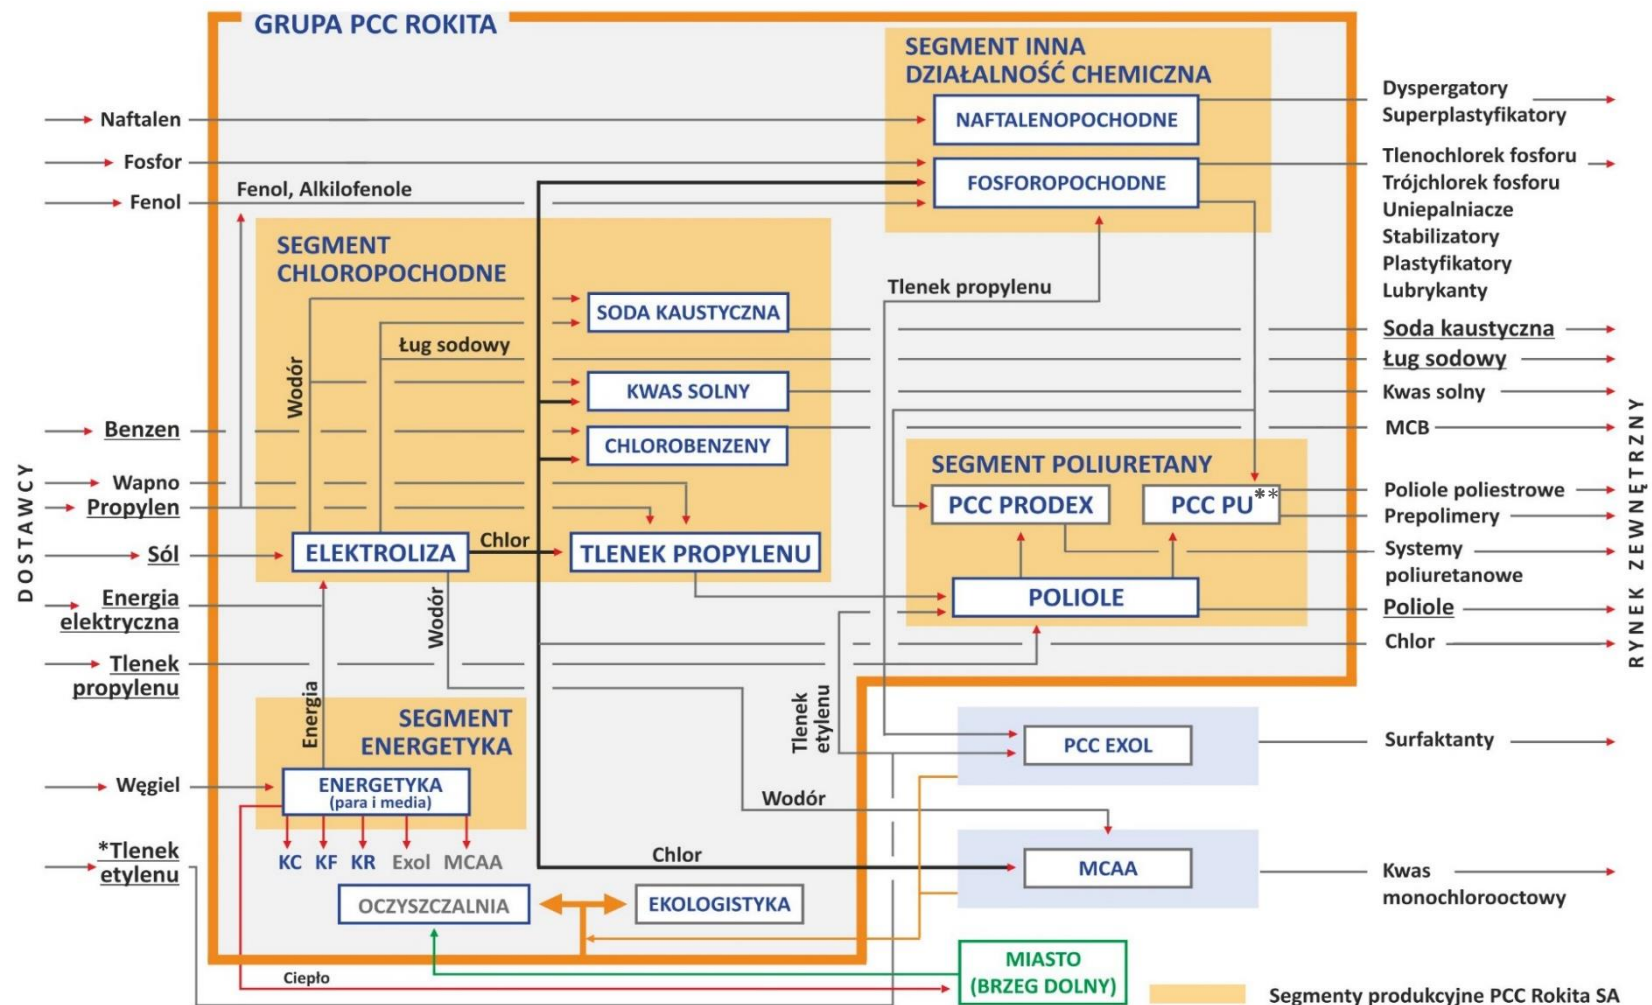 GRUPA PCC ROKITA
SEGMENT INNA
DZIAŁALNOŚĆ CHEMICZNA
NAFTALENOPOCHODNE
FOSFOROPOCHODNE
Naftalen
Fosfor
Fenol
Fenol, Alkilofenole
Dyspergatory
Superplastyfikatory
Tlenochlorek fosforu
Trójchlorek fosforu
Uniepalniacze
Stabilizatory
Plastyfikatory
Lubrykanty
SEGMENT
CHLOROPOCHODNE
Tlenek propylenu
SODA KAUSTYCZNA
Soda kaustyczna
Ług sodowy
Ług sodowy
Wodór
KWAS SOLNY
Kwas solny
Benzen
CHLOROBENZENY
MCB
DOSTAWCY
RYNEK ZEWNĘTRZNY
Wapno
Propylen
Sól
ELEKTROLIZA
Chlor
TLENEK PROPYLENU
SEGMENT POLIURETANY
PCC PRODEX
PCC PU**
Poliole poliestrowe
Prepolimery
Systemy
poliuretanowe
POLIOLE
Poliole
Chlor
Energia
elektryczna
Wodór
Tlenek
propylenu
Energia
SEGMENT
ENERGETYKA
Tlenek
etylenu
PCC EXOL
Surfaktanty
Węgiel
ENERGETYKA
(para i media)
Wodór
KC KF KR Exol MCAA
Chlor
MCAA
Kwas
monochlorooctowy
*Tlenek
etylenu
OCZYSZCZALNIA
EKOLOGISTYKA
Ciepło
MIASTO
(BRZEG DOLNY)
Segmenty produkcyjne PCC Rokita SA